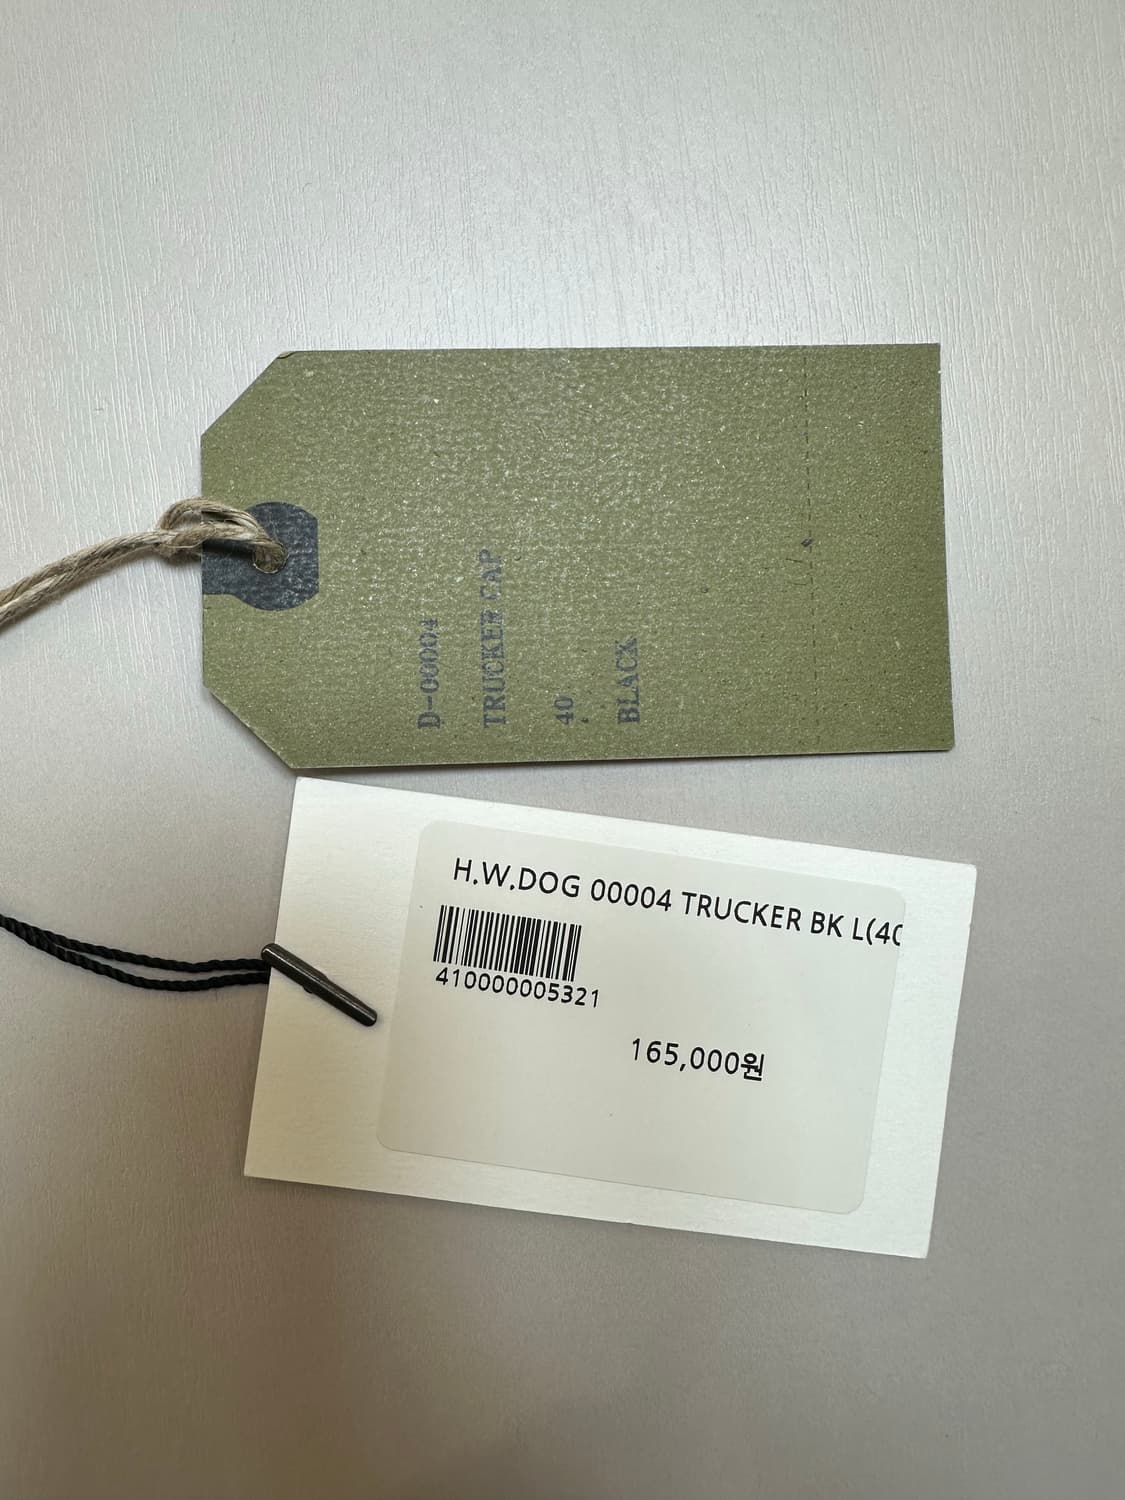 D-00004
TRUCKER CAP
40
BLACK
H.W.DOG 00004 TRUCKER BK L(40
410000005321
165,000원